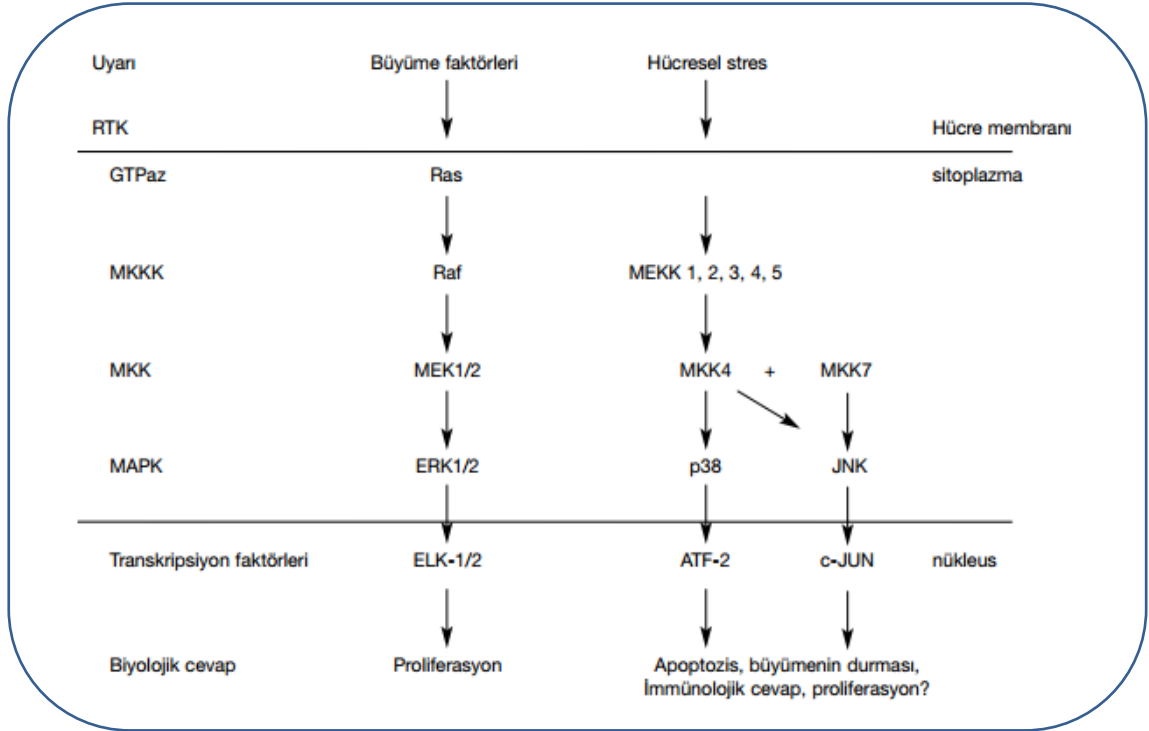 Uyarı Büyüme faktörleri Hücresel stres
RTK Hücre membranı
GTPaz Ras sitoplazma
MKKK Raf MEKK 1, 2, 3, 4, 5
MKK MEK1/2 MKK4 + MKK7
MAPK ERK1/2 p38 JNK
Transkripsiyon faktörleri ELK-1/2 ATF-2 c-JUN nükleus
Biyolojik cevap Proliferasyon Apoptozis, büyümenin durması,
İmmünolojik cevap, proliferasyon?